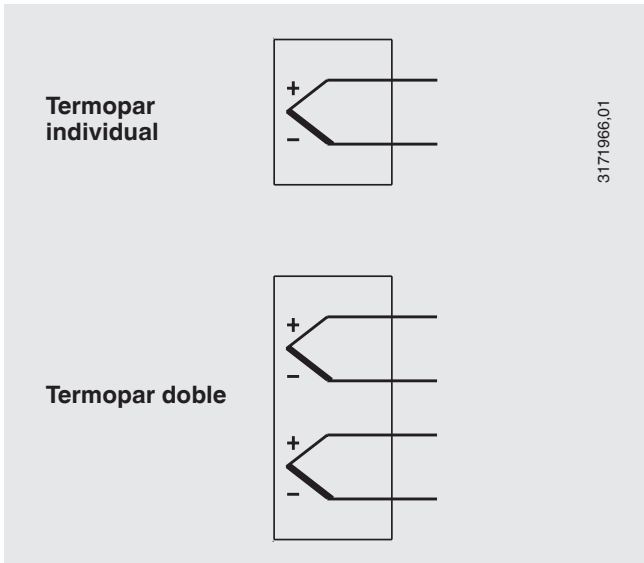 Termopar
individual
+
−
3171966,01
Termopar doble
+
−
+
−